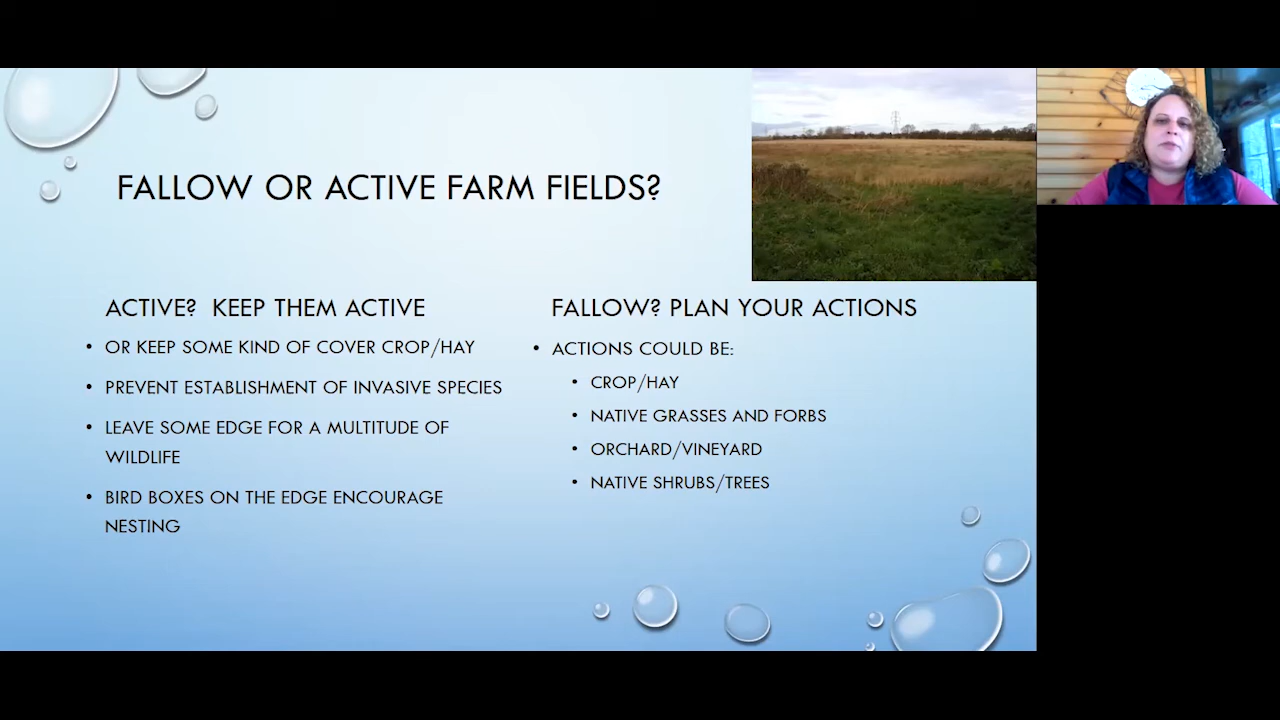 FALLOW OR ACTIVE FARM FIELDS?
ACTIVE? KEEP THEM ACTIVE
• OR KEEP SOME KIND OF COVER CROP/HAY
• PREVENT ESTABLISHMENT OF INVASIVE SPECIES
• LEAVE SOME EDGE FOR A MULTITUDE OF
WILDLIFE
• BIRD BOXES ON THE EDGE ENCOURAGE
NESTING
FALLOW? PLAN YOUR ACTIONS
• ACTIONS COULD BE:
• CROP/HAY
• NATIVE GRASSES AND FORBS
• ORCHARD/VINEYARD
• NATIVE SHRUBS/TREES